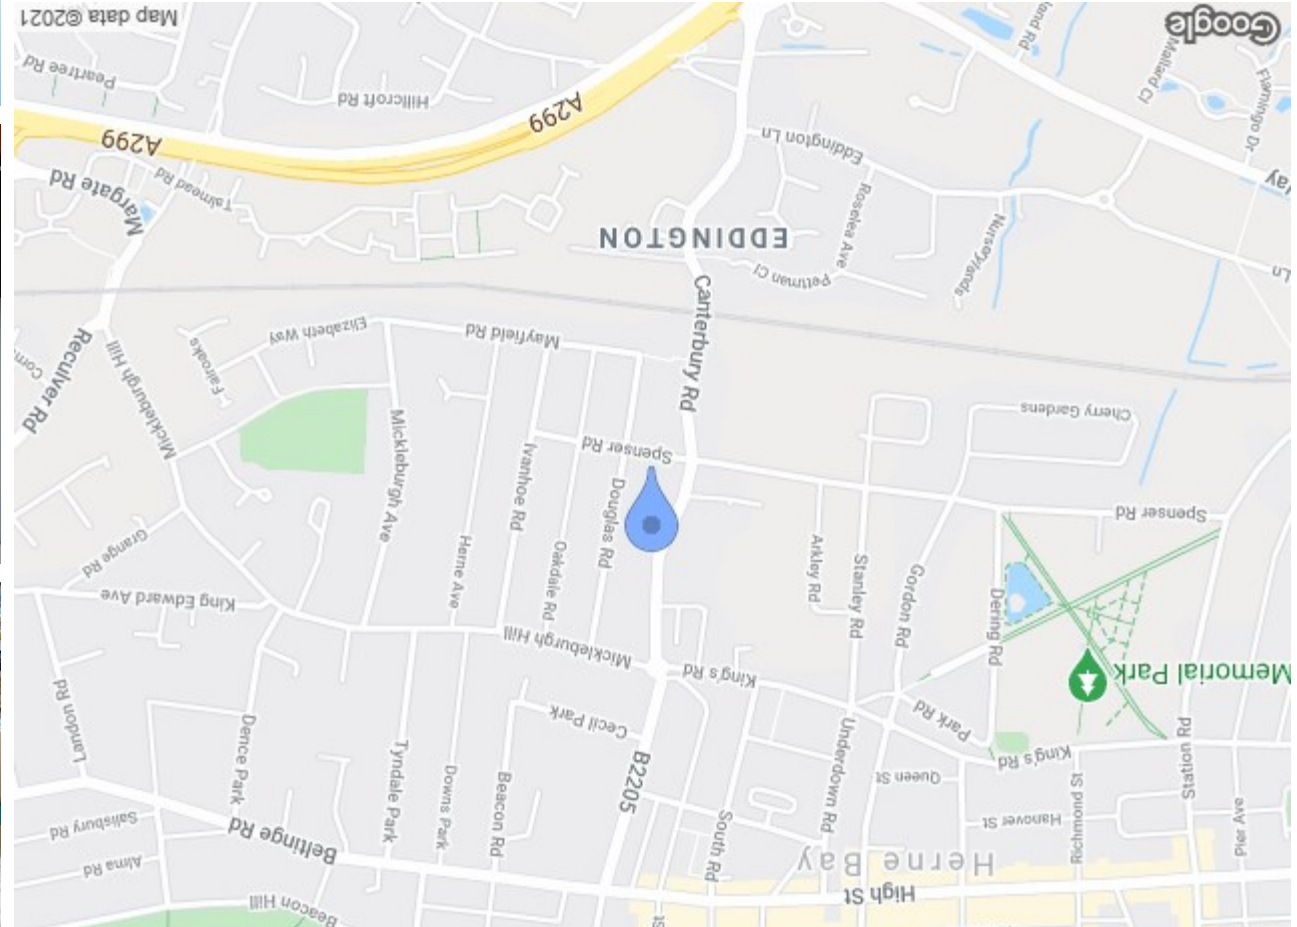 Beacon Hill
High St
Herne Bay
Alma Rd
Salisbury Rd
Beltinge Rd
Pier Ave
Hanover St
Richmond St
South Rd
Station Rd
Queen St
King's Rd
Underdown Rd
B2205
Beacon Rd
Downs Park
Tyndale Park
Dence Park
Landon Rd
Park Rd
Cecil Park
Memorial Park
King's Rd
Mickleburgh Hill
Dering Rd
Gordon Rd
Stanley Rd
Arkley Rd
King Edward Ave
Oakdale Rd
Herne Ave
Grange Rd
Spenser Rd
Douglas Rd
Ivanhoe Rd
Mickleburgh Ave
Spenser Rd
Cherry Gardens
Mickleburgh Hill
Reculver Rd
Fairoaks
Canterbury Rd
Mayfield Rd
Elizabeth Way
Ln
Pettman Cl
Nurserylands
EDDINGTON
Roselea Ave
Talmead Rd
Margate Rd
Eddington Ln
A299
A299
Flamingo Dr
Hillcroft Rd
Mallard Cl
Peartree Rd
land Rd
Google
Map data ©2021